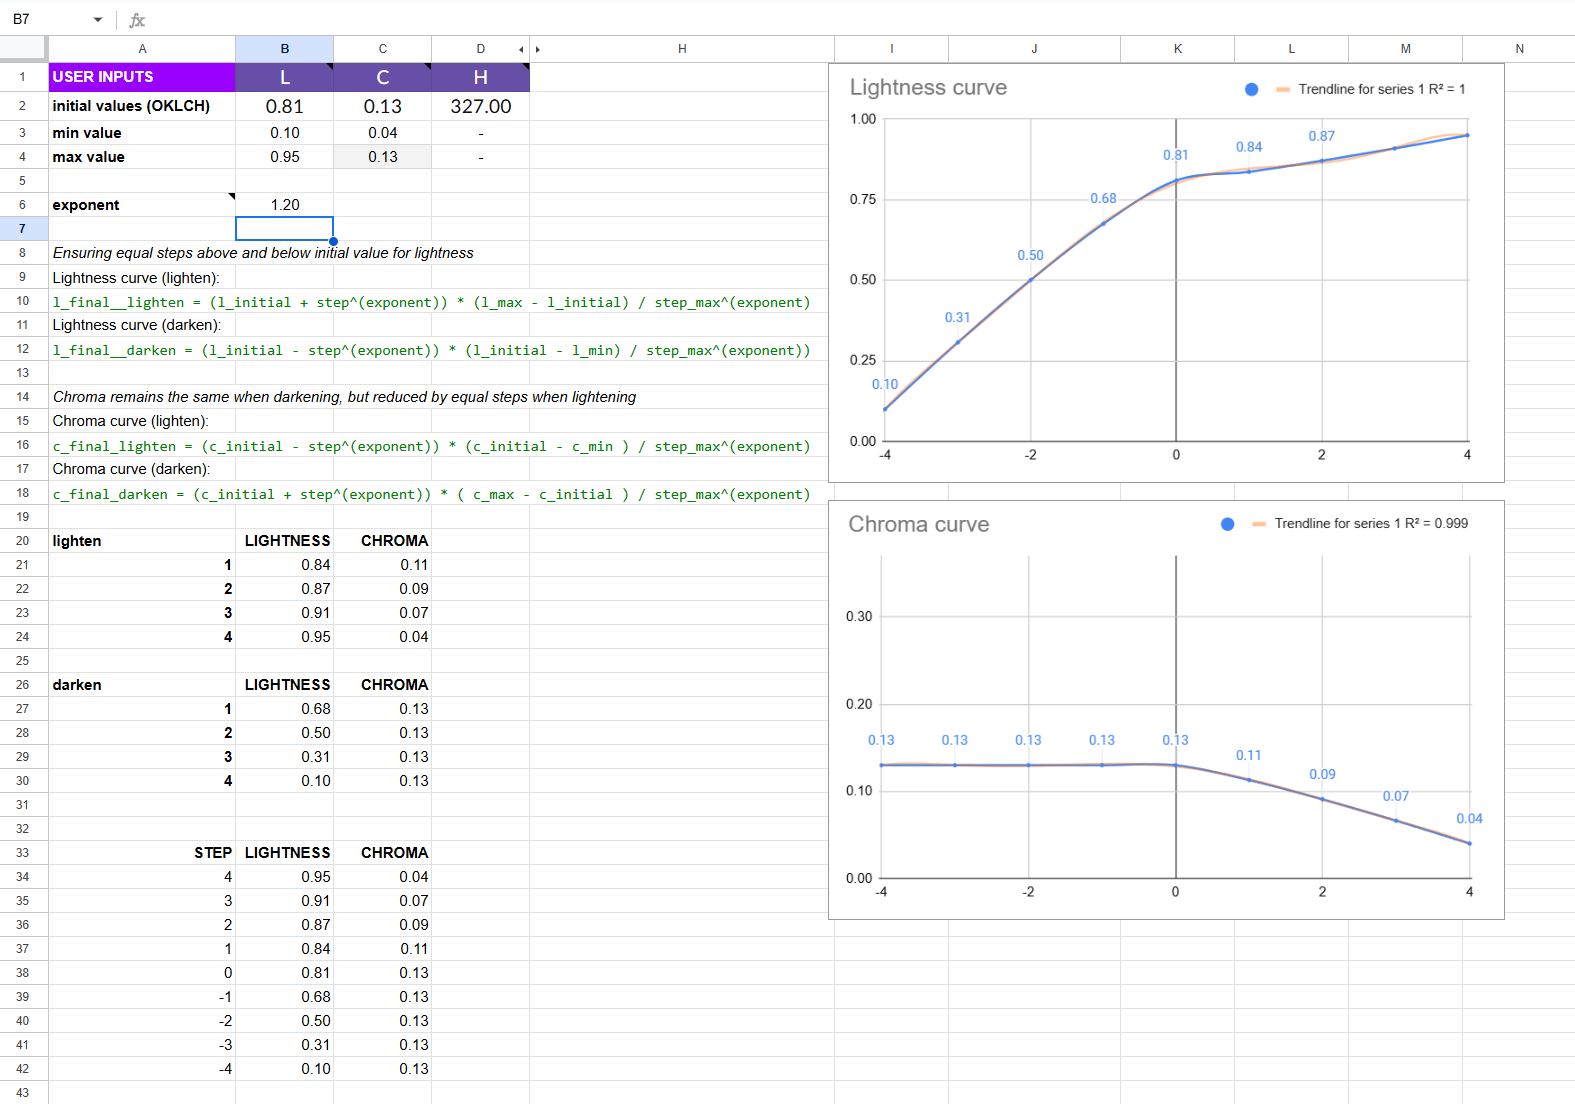 B7
fx
A B C D H I J K L M N
1 USER INPUTS L C H
2 initial values (OKLCH) 0.81 0.13 327.00
3 min value 0.10 0.04 -
4 max value 0.95 0.13 -
5
6 exponent 1.20
7
8 Ensuring equal steps above and below initial value for lightness
9 Lightness curve (lighten):
10 l_final__lighten = (l_initial + step^(exponent)) * (l_max - l_initial) / step_max^(exponent)
11 Lightness curve (darken):
12 l_final__darken = (l_initial - step^(exponent)) * (l_initial - l_min) / step_max^(exponent))
13
14 Chroma remains the same when darkening, but reduced by equal steps when lightening
15 Chroma curve (lighten):
16 c_final_lighten = (c_initial - step^(exponent)) * (c_initial - c_min ) / step_max^(exponent)
17 Chroma curve (darken):
18 c_final_darken = (c_initial + step^(exponent)) * ( c_max - c_initial ) / step_max^(exponent)
19
20 lighten LIGHTNESS CHROMA
21 1 0.84 0.11
22 2 0.87 0.09
23 3 0.91 0.07
24 4 0.95 0.04
25
26 darken LIGHTNESS CHROMA
27 1 0.68 0.13
28 2 0.50 0.13
29 3 0.31 0.13
30 4 0.10 0.13
31
32
33 STEP LIGHTNESS CHROMA
34 4 0.95 0.04
35 3 0.91 0.07
36 2 0.87 0.09
37 1 0.84 0.11
38 0 0.81 0.13
39 -1 0.68 0.13
40 -2 0.50 0.13
41 -3 0.31 0.13
42 -4 0.10 0.13
43
Lightness curve
Trendline for series 1 R² = 1
1.00
0.75
0.50
0.25
0.00
0.10 0.31 0.50 0.68 0.81 0.84 0.87
-4 -2 0 2 4
Chroma curve
Trendline for series 1 R² = 0.999
0.30
0.20
0.10
0.00
0.13 0.13 0.13 0.13 0.13 0.11 0.09 0.07 0.04
-4 -2 0 2 4